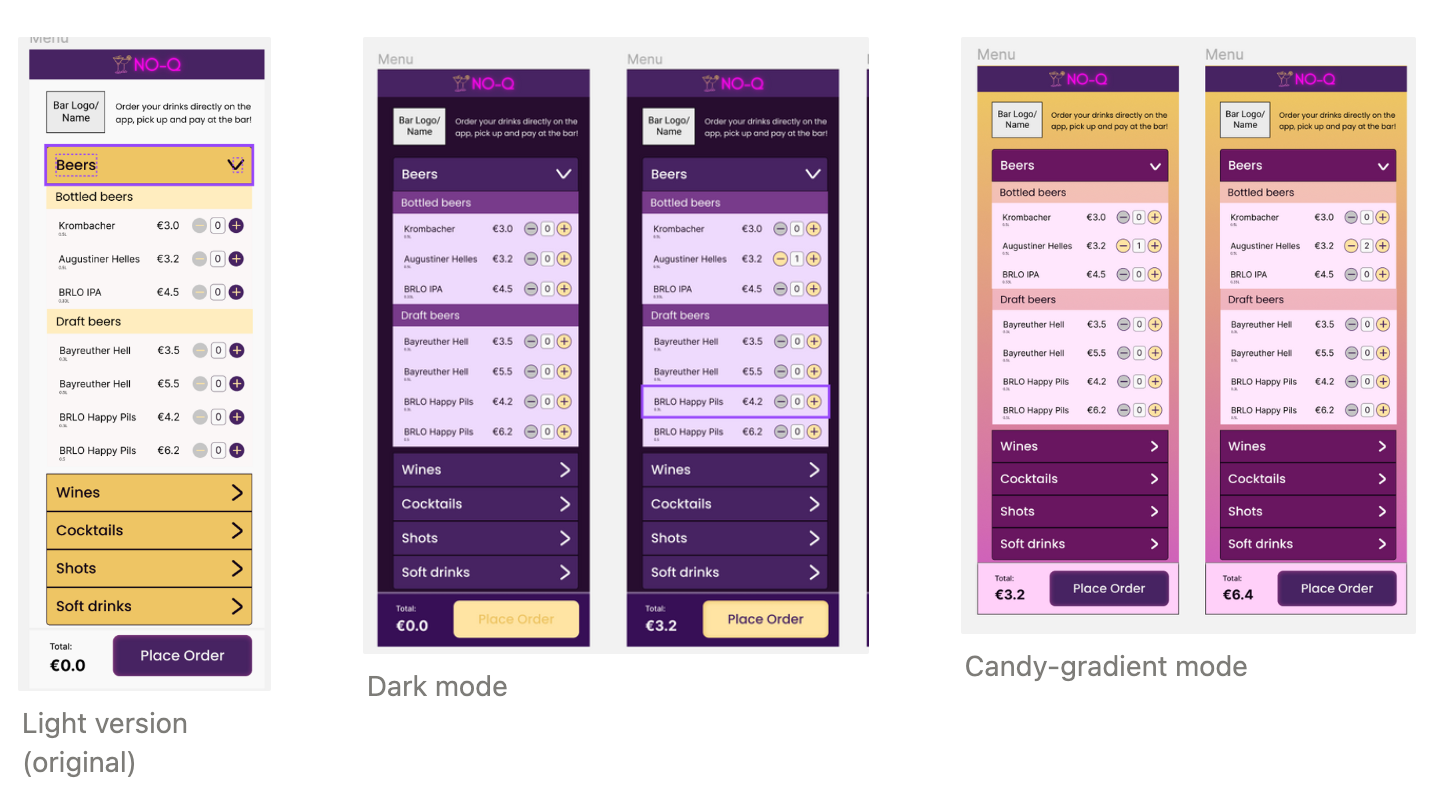 Menu
NO-Q
Bar Logo/
Name
Order your drinks directly on the
app, pick up and pay at the bar!
Beers
Bottled beers
Krombacher €3.0 0
0.5L
Augustiner Helles €3.2 0
0.5L
BRLO IPA €4.5 0
0.33L
Draft beers
Bayreuther Hell €3.5 0
0.3L
Bayreuther Hell €5.5 0
0.5L
BRLO Happy Pils €4.2 0
0.3L
BRLO Happy Pils €6.2 0
0.5
Wines
Cocktails
Shots
Soft drinks
Total:
€0.0
Place Order
Light version
(original)
Menu
NO-Q
Bar Logo/
Name
Order your drinks directly on the
app, pick up and pay at the bar!
Beers
Bottled beers
Krombacher €3.0 0
Augustiner Helles €3.2 0
BRLO IPA €4.5 0
Draft beers
Bayreuther Hell €3.5 0
Bayreuther Hell €5.5 0
BRLO Happy Pils €4.2 0
BRLO Happy Pils €6.2 0
Wines
Cocktails
Shots
Soft drinks
Total:
€0.0
Place Order
Menu
NO-Q
Bar Logo/
Name
Order your drinks directly on the
app, pick up and pay at the bar!
Beers
Bottled beers
Krombacher €3.0 0
Augustiner Helles €3.2 1
BRLO IPA €4.5 0
Draft beers
Bayreuther Hell €3.5 0
Bayreuther Hell €5.5 0
BRLO Happy Pils €4.2 0
BRLO Happy Pils €6.2 0
Wines
Cocktails
Shots
Soft drinks
Total:
€3.2
Place Order
Dark mode
Menu
NO-Q
Bar Logo/
Name
Order your drinks directly on the
app, pick up and pay at the bar!
Beers
Bottled beers
Krombacher €3.0 0
Augustiner Helles €3.2 1
BRLO IPA €4.5 0
Draft beers
Bayreuther Hell €3.5 0
Bayreuther Hell €5.5 0
BRLO Happy Pils €4.2 0
BRLO Happy Pils €6.2 0
Wines
Cocktails
Shots
Soft drinks
Total:
€3.2
Place Order
Menu
NO-Q
Bar Logo/
Name
Order your drinks directly on the
app, pick up and pay at the bar!
Beers
Bottled beers
Krombacher €3.0 0
Augustiner Helles €3.2 2
BRLO IPA €4.5 0
Draft beers
Bayreuther Hell €3.5 0
Bayreuther Hell €5.5 0
BRLO Happy Pils €4.2 0
BRLO Happy Pils €6.2 0
Wines
Cocktails
Shots
Soft drinks
Total:
€6.4
Place Order
Candy-gradient mode